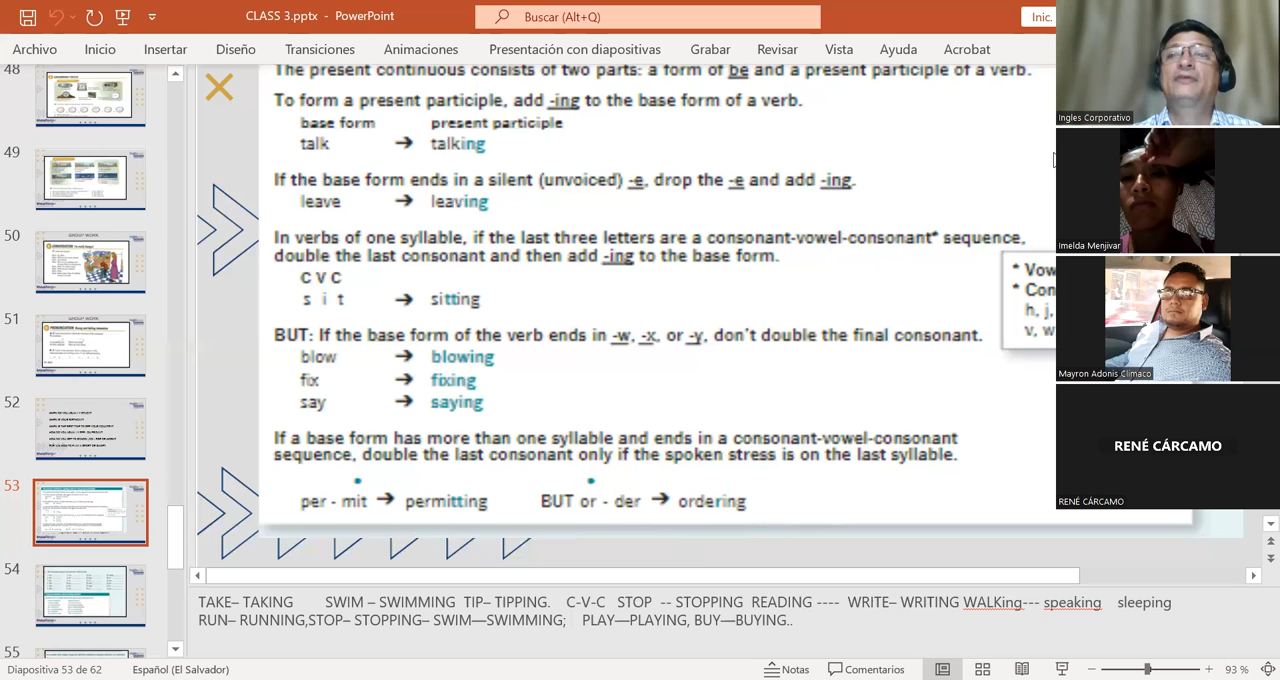 CLASS 3.pptx - PowerPoint
Buscar (Alt+Q)
Inic.
Archivo Inicio Insertar Diseño Transiciones Animaciones Presentación con diapositivas Grabar Revisar Vista Ayuda Acrobat
48
49
50
51
52
53
54
55
The present continuous consists of two parts: a form of be and a present participle of a verb.
To form a present participle, add -ing to the base form of a verb.
base form present participle
talk → talking
If the base form ends in a silent (unvoiced) -e, drop the -e and add -ing.
leave → leaving
In verbs of one syllable, if the last three letters are a consonant-vowel-consonant* sequence,
double the last consonant and then add -ing to the base form.
C V C
s i t → sitting
BUT: If the base form of the verb ends in -w, -x, or -y, don't double the final consonant.
blow → blowing
fix → fixing
say → saying
If a base form has more than one syllable and ends in a consonant-vowel-consonant
sequence, double the last consonant only if the spoken stress is on the last syllable.
per - mit → permitting BUT or - der → ordering
* Vow
* Con
h, j,
v, w
Ingles Corporativo
Imelda Menjivar
Mayron Adonis Climaco
RENÉ CÁRCAMO
RENÉ CÁRCAMO
TAKE– TAKING SWIM – SWIMMING TIP– TIPPING. C-V-C STOP -- STOPPING READING ---- WRITE– WRITING WALKing--- speaking sleeping
RUN– RUNNING,STOP– STOPPING– SWIM—SWIMMING; PLAY—PLAYING, BUY—BUYING..
Diapositiva 53 de 62 Español (El Salvador) Notas Comentarios 93 %